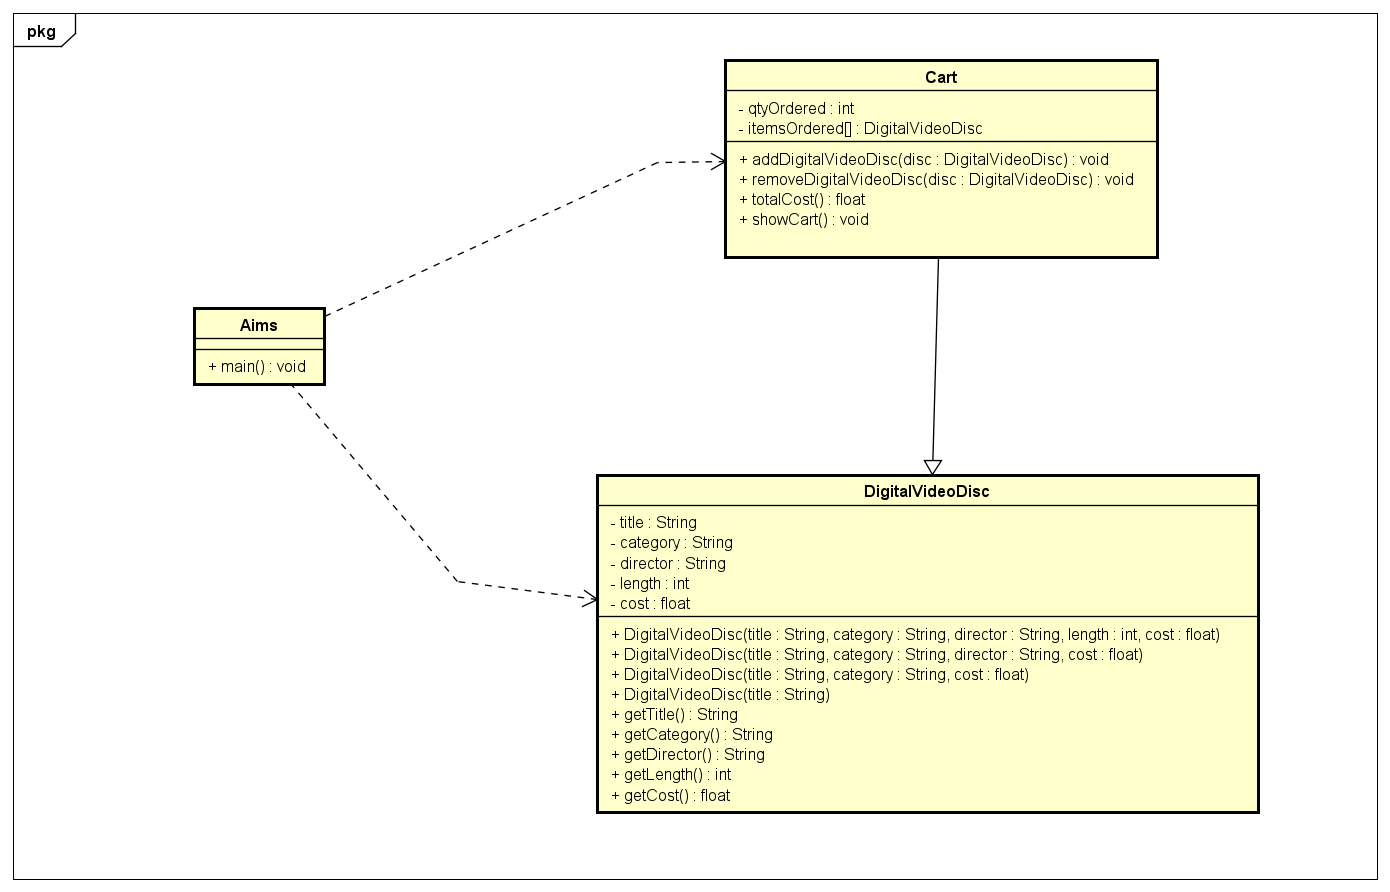 pkg
Cart
- qtyOrdered : int
- itemsOrdered[] : DigitalVideoDisc
+ addDigitalVideoDisc(disc : DigitalVideoDisc) : void
+ removeDigitalVideoDisc(disc : DigitalVideoDisc) : void
+ totalCost() : float
+ showCart() : void
Aims
+ main() : void
DigitalVideoDisc
- title : String
- category : String
- director : String
- length : int
- cost : float
+ DigitalVideoDisc(title : String, category : String, director : String, length : int, cost : float)
+ DigitalVideoDisc(title : String, category : String, director : String, cost : float)
+ DigitalVideoDisc(title : String, category : String, cost : float)
+ DigitalVideoDisc(title : String)
+ getTitle() : String
+ getCategory() : String
+ getDirector() : String
+ getLength() : int
+ getCost() : float